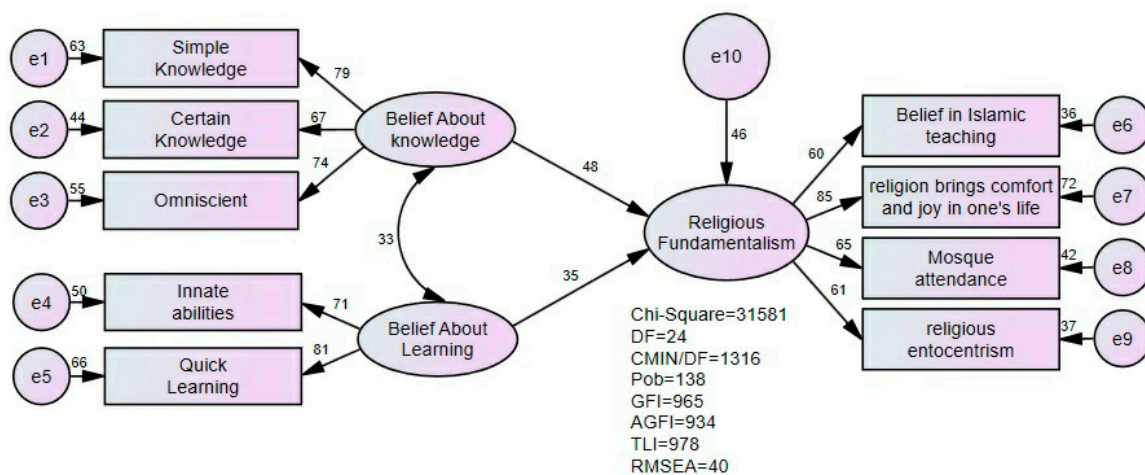 e1
63
Simple
Knowledge
79
e2
44
Certain
Knowledge
67
e3
55
Omniscient
74
Belief About
knowledge
33
e4
50
Innate
abilities
71
e5
66
Quick
Learning
81
Belief About
Learning
48
35
e10
46
Religious
Fundamentalism
60
Belief in Islamic
teaching
36
e6
85
religion brings comfort
and joy in one's life
72
e7
65
Mosque
attendance
42
e8
61
religious
entocentrism
37
e9
Chi-Square=31581
DF=24
CMIN/DF=1316
Pob=138
GFI=965
AGFI=934
TLI=978
RMSEA=40